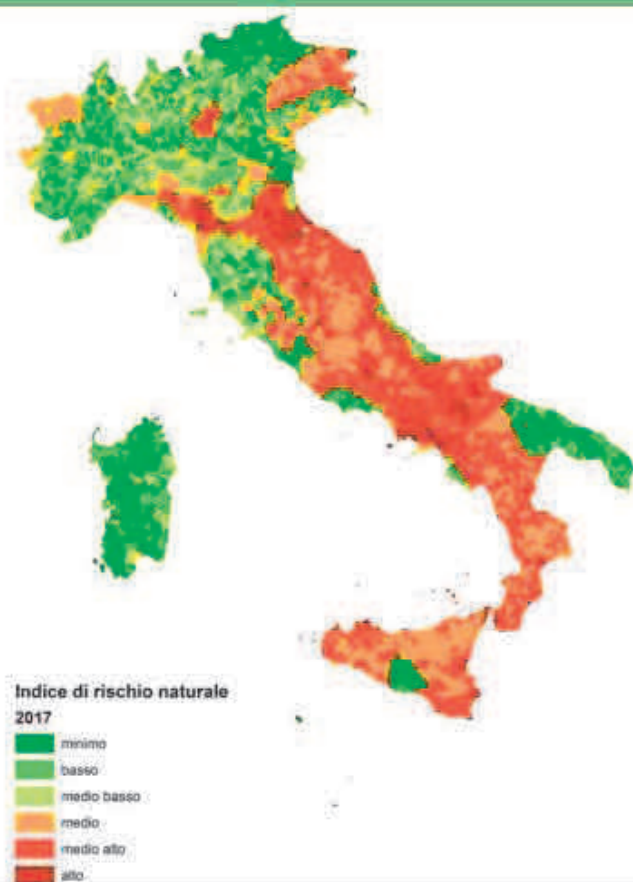 Indice di rischio naturale
2017
minimo
basso
medio basso
medio
medio alto
alto